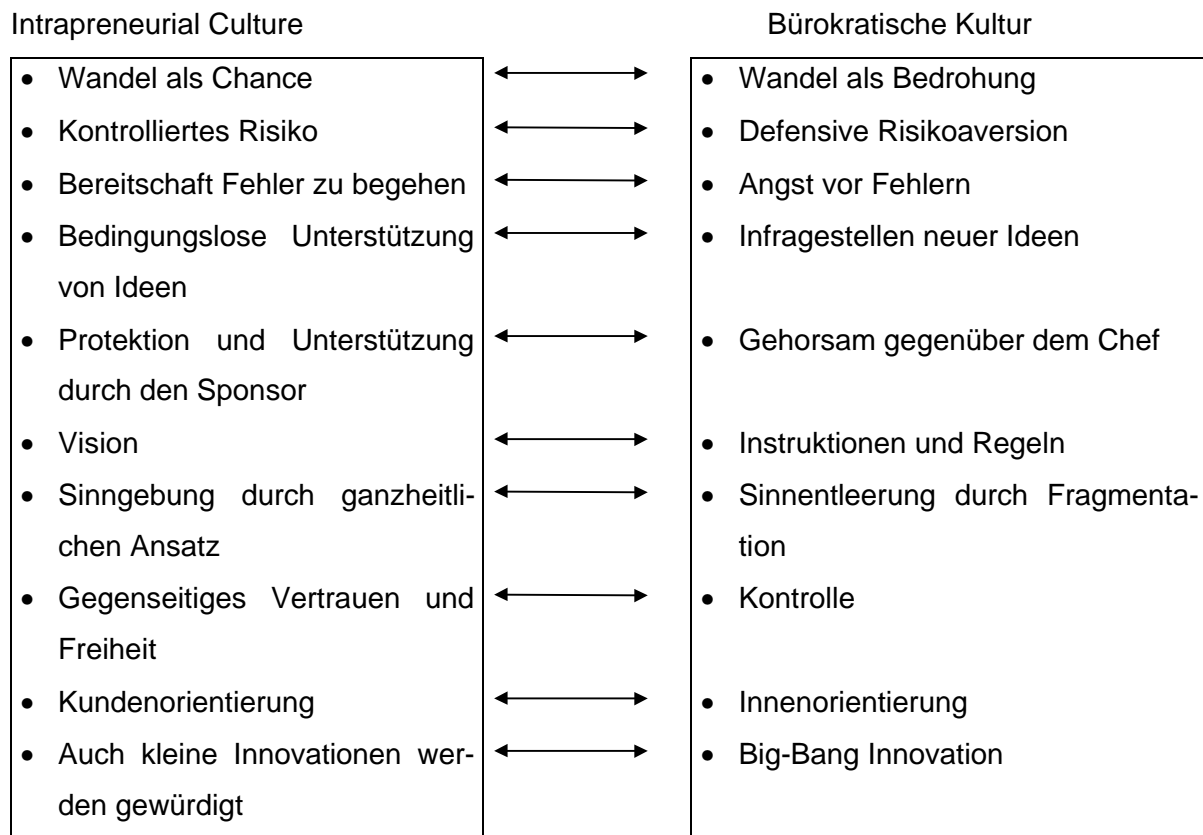 Intrapreneurial Culture Bürokratische Kultur
• Wandel als Chance • Wandel als Bedrohung
• Kontrolliertes Risiko • Defensive Risikoaversion
• Bereitschaft Fehler zu begehen • Angst vor Fehlern
• Bedingungslose Unterstützung • Infragestellen neuer Ideen
von Ideen
• Protektion und Unterstützung • Gehorsam gegenüber dem Chef
durch den Sponsor
• Vision • Instruktionen und Regeln
• Sinngebung durch ganzheitli- • Sinnentleerung durch Fragmenta-
chen Ansatz tion
• Gegenseitiges Vertrauen und • Kontrolle
Freiheit
• Kundenorientierung • Innenorientierung
• Auch kleine Innovationen wer- • Big-Bang Innovation
den gewürdigt